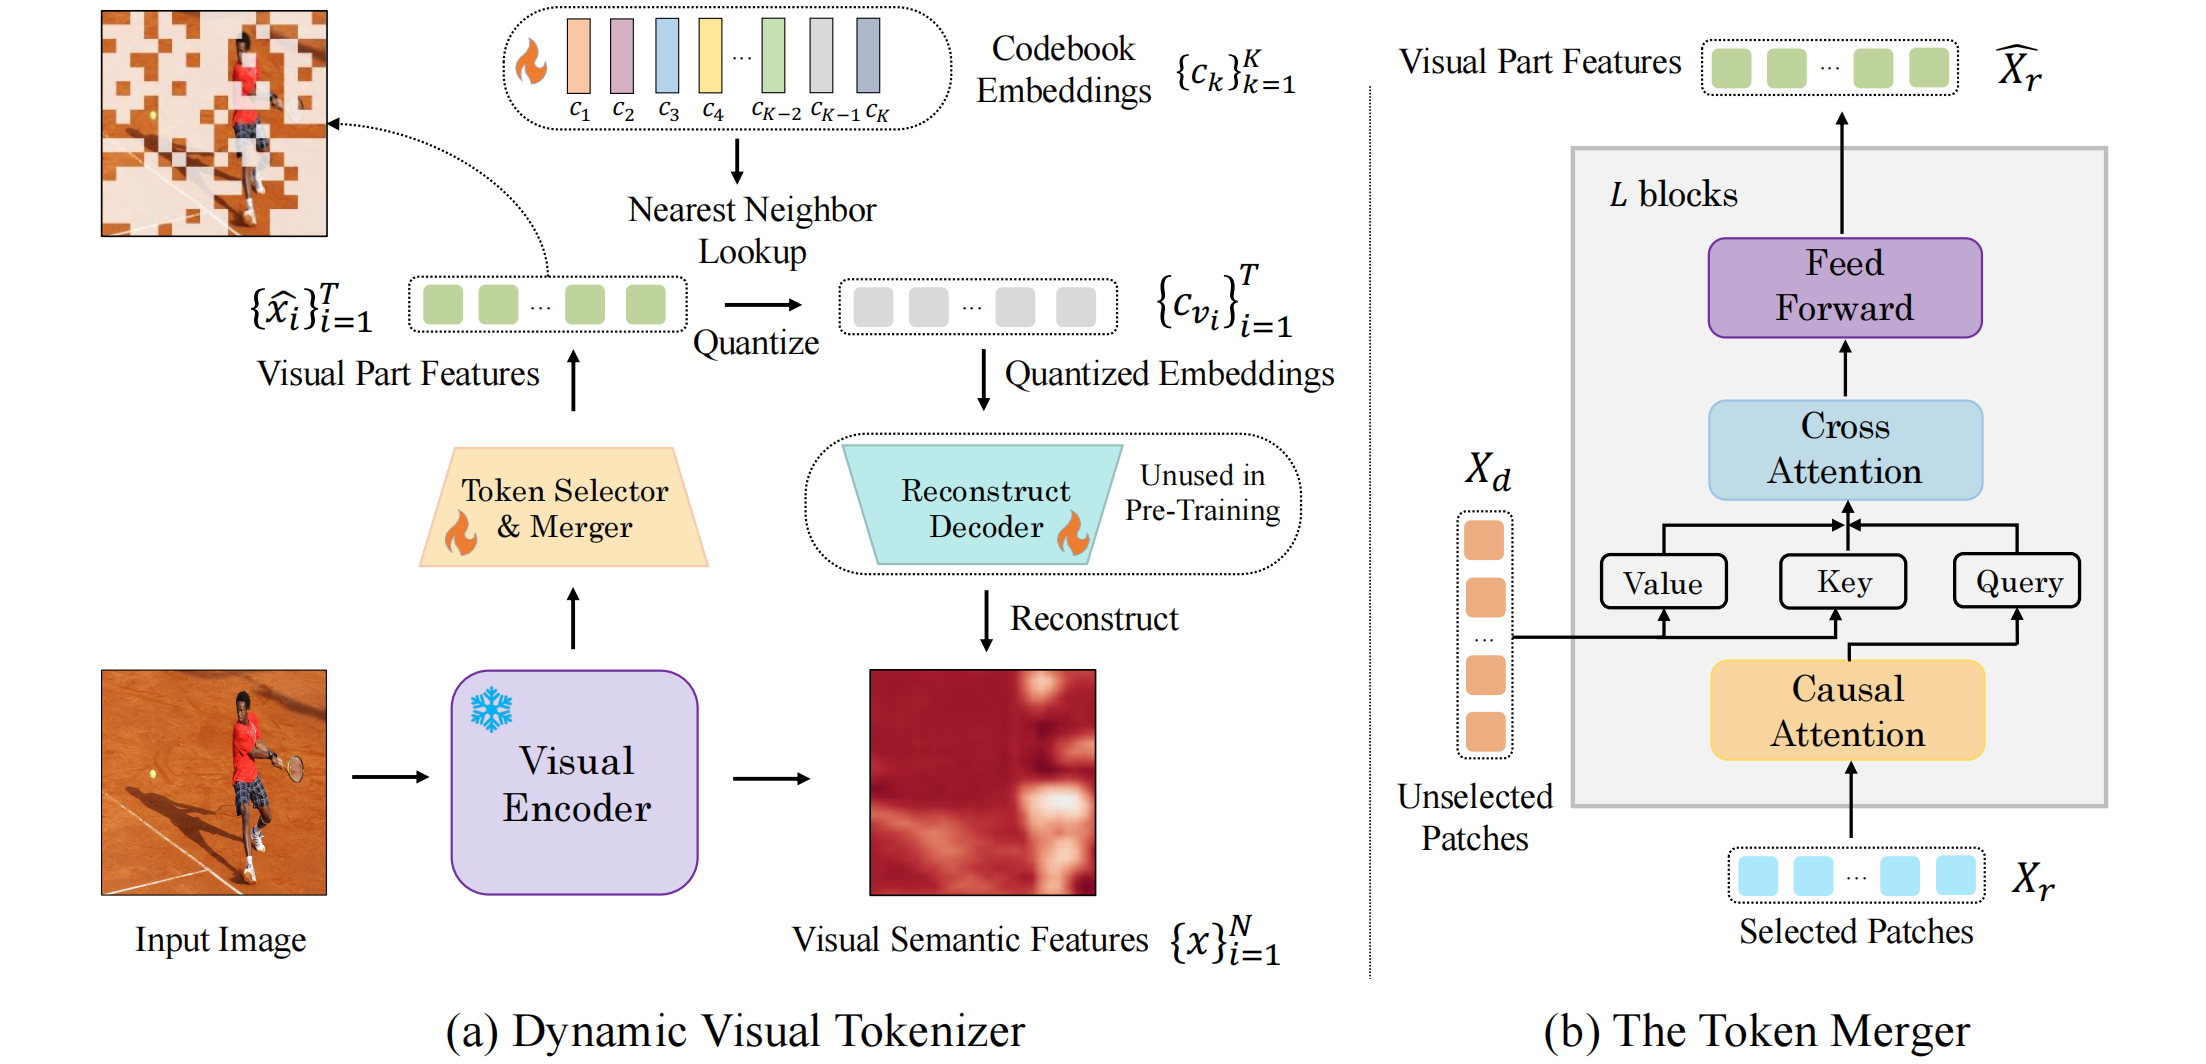 Codebook
Embeddings
{c_k}_{k=1}^K
c_1 c_2 c_3 c_4 ... c_{K-2} c_{K-1} c_K
Nearest Neighbor
Lookup
{\hat{x_i}}_{i=1}^T
...
Quantize
...
{c_{v_i}}_{i=1}^T
Visual Part Features
Quantized Embeddings
Token Selector
& Merger
Reconstruct
Decoder
Unused in
Pre-Training
Reconstruct
Visual
Encoder
Input Image
Visual Semantic Features {x}_{i=1}^N
(a) Dynamic Visual Tokenizer
Visual Part Features
...
\hat{X_r}
L blocks
Feed
Forward
Cross
Attention
X_d
Value
Key
Query
...
Causal
Attention
Unselected
Patches
...
X_r
Selected Patches
(b) The Token Merger